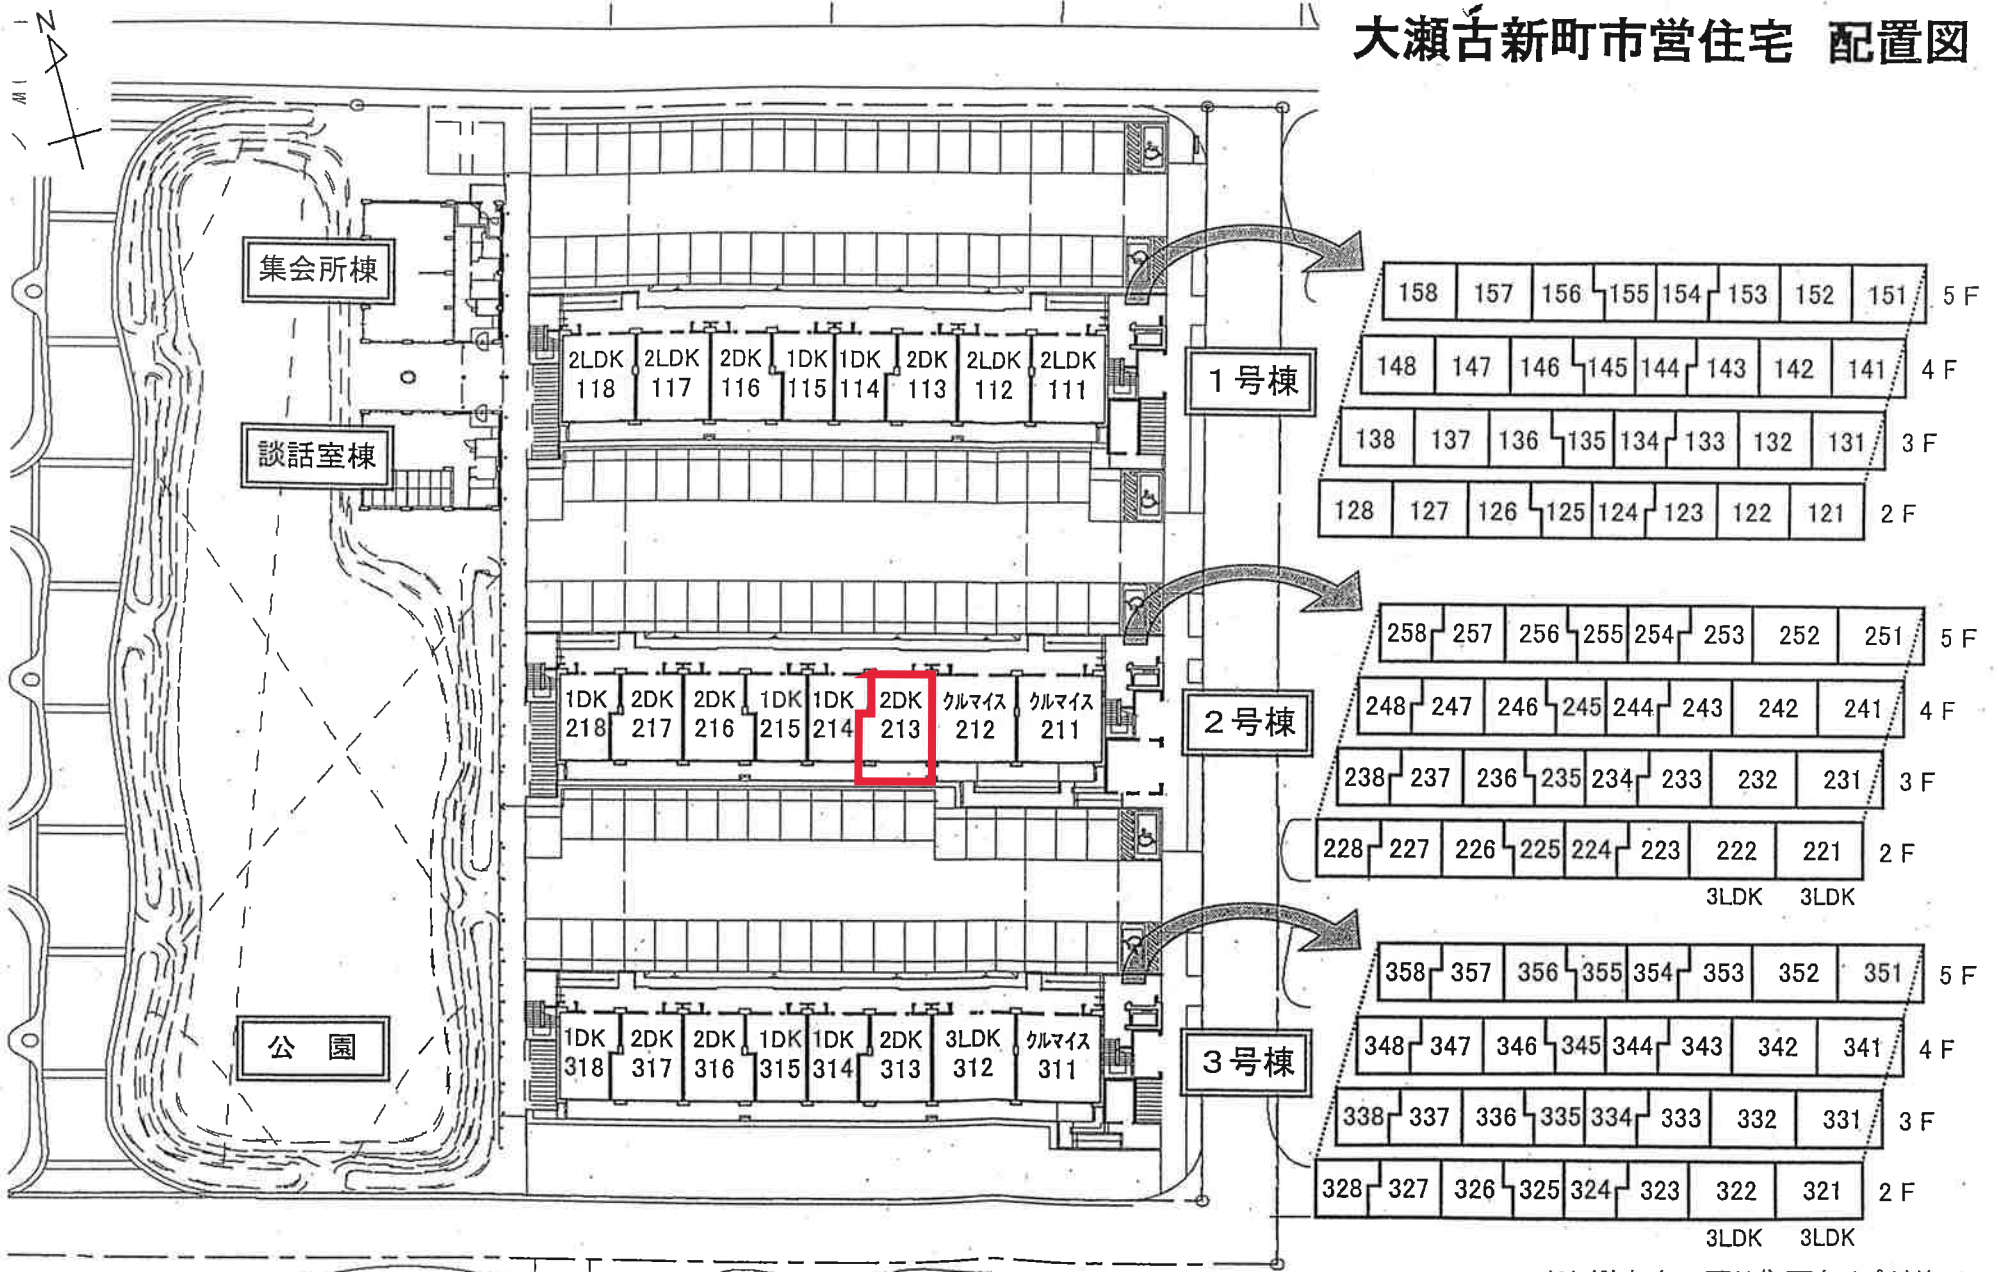 大瀬古新町市営住宅 配置図
N
集会所棟
談話室棟
公 園
2LDK 2LDK 2DK 1DK 1DK 2DK 2LDK 2LDK
118 117 116 115 114 113 112 111
1号棟
158 157 156 155 154 153 152 151 5F
148 147 146 145 144 143 142 141 4F
138 137 136 135 134 133 132 131 3F
128 127 126 125 124 123 122 121 2F
1DK 2DK 2DK 1DK 1DK 2DK クルマイス クルマイス
218 217 216 215 214 213 212 211
2号棟
258 257 256 255 254 253 252 251 5F
248 247 246 245 244 243 242 241 4F
238 237 236 235 234 233 232 231 3F
228 227 226 225 224 223 222 221 2F
3LDK 3LDK
1DK 2DK 2DK 1DK 1DK 2DK 3LDK クルマイス
318 317 316 315 314 313 312 311
3号棟
358 357 356 355 354 353 352 351 5F
348 347 346 345 344 343 342 341 4F
338 337 336 335 334 333 332 331 3F
328 327 326 325 324 323 322 321 2F
3LDK 3LDK